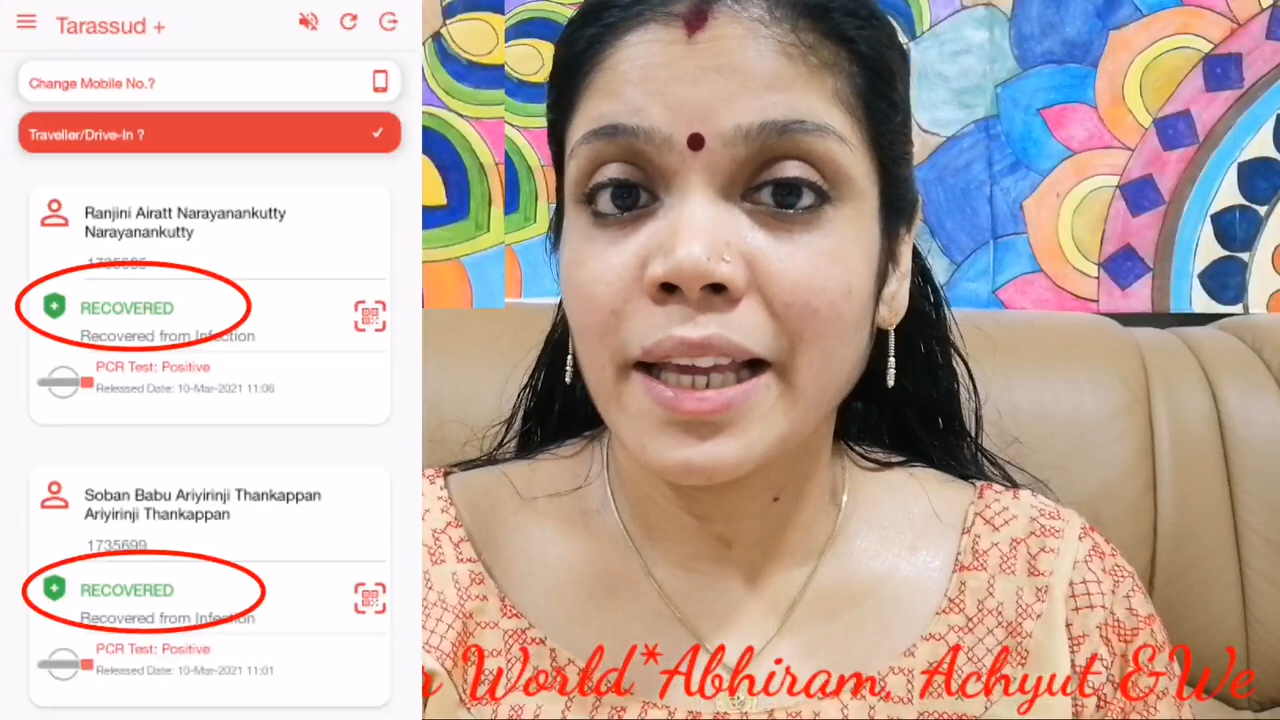 Tarassud +
Change Mobile No.?
Traveller/Drive-In ?
Ranjini Airatt Narayanankutty
Narayanankutty
RECOVERED
Recovered from Infection
PCR Test: Positive
Released Date: 10-Mar-2021 11:06
Soban Babu Ariyirinji Thankappan
Ariyirinji Thankappan
1735699
RECOVERED
Recovered from Infection
PCR Test: Positive
Released Date: 10-Mar-2021 11:01
World*Abhiram, Achyut &We